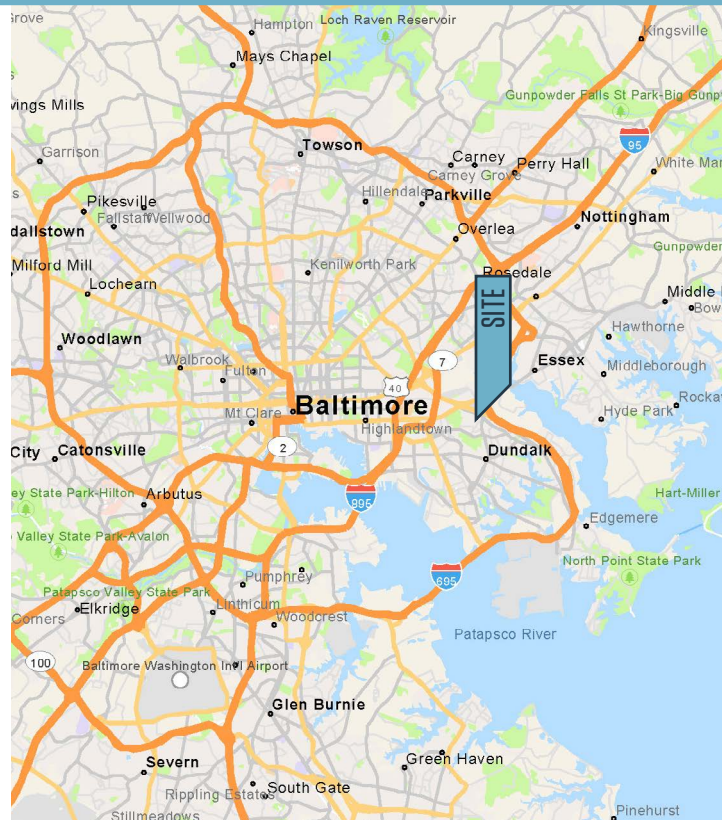 Grove
Hampton
Loch Raven Reservoir
Kingsville
Mays Chapel
vings Mills
Gunpowder Falls St Park-Big Gunp
95
Garrison
Towson
Carney
Carney Grove
Perry Hall
White Mar
Pikesville
Hillendale
Parkville
Fallstaff
Wellwood
Nottingham
dallstown
Overlea
Gunpowder
Milford Mill
Kenilworth Park
Rosedale
Lochearn
Middle
Bow
SITE
Hawthorne
Woodlawn
Walbrook
7
Essex
Fulton
40
Middleborough
Mt Clare
Baltimore
Rocka
Hyde Park
Highlandtown
City
Catonsville
2
Dundalk
ey State Park-Hilton
Arbutus
895
Hart-Miller
Edgemere
Valley State Park-Avalon
North Point State Park
Pumphrey
695
Patapsco Valley State Park
Elkridge
Linthicum
Corners
Woodcrest
Patapsco River
100
Baltimore Washington Int'l Airport
Glen Burnie
Severn
Green Haven
Rippling Estates
South Gate
Stillmeadows
Pinehurst